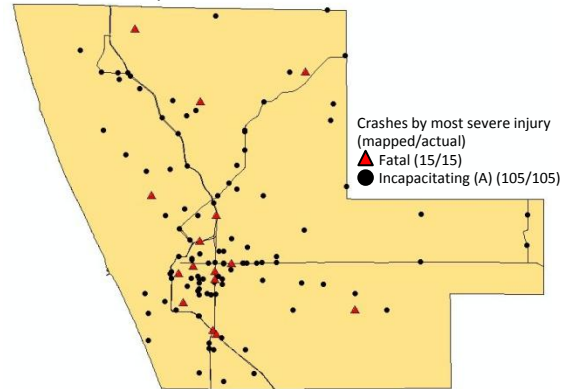 Crashes by most severe injury
(mapped/actual)
Fatal (15/15)
Incapacitating (A) (105/105)